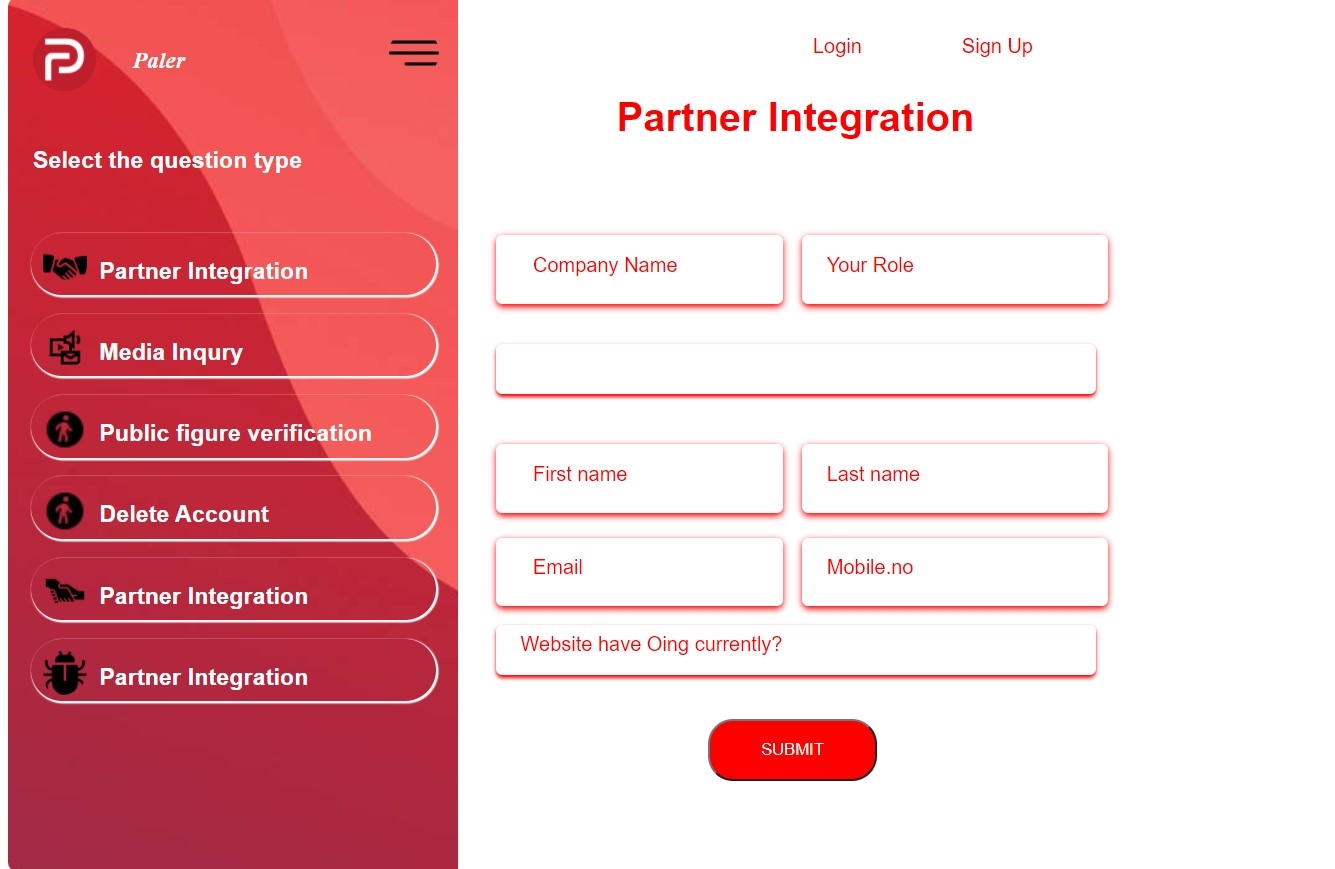 Paler
Select the question type
Partner Integration
Media Inqury
Public figure verification
Delete Account
Partner Integration
Partner Integration
Login Sign Up
Partner Integration
Company Name Your Role
First name Last name
Email Mobile.no
Website have Oing currently?
SUBMIT